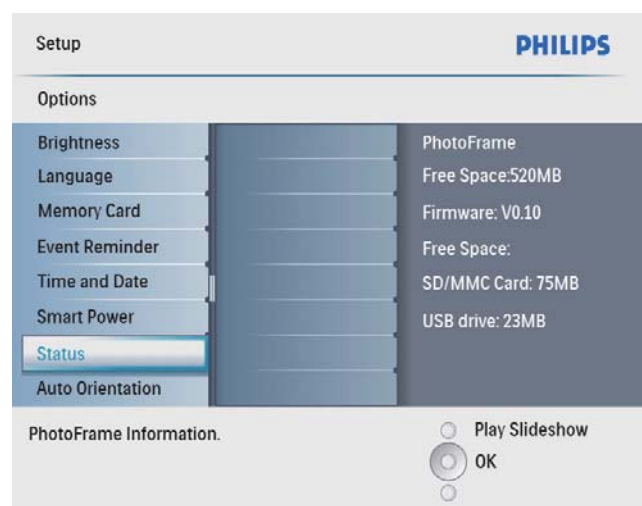 Setup
PHILIPS
Options
Brightness
Language
Memory Card
Event Reminder
Time and Date
Smart Power
Status
Auto Orientation
PhotoFrame
Free Space:520MB
Firmware: V0.10
Free Space:
SD/MMC Card: 75MB
USB drive: 23MB
PhotoFrame Information.
Play Slideshow
OK